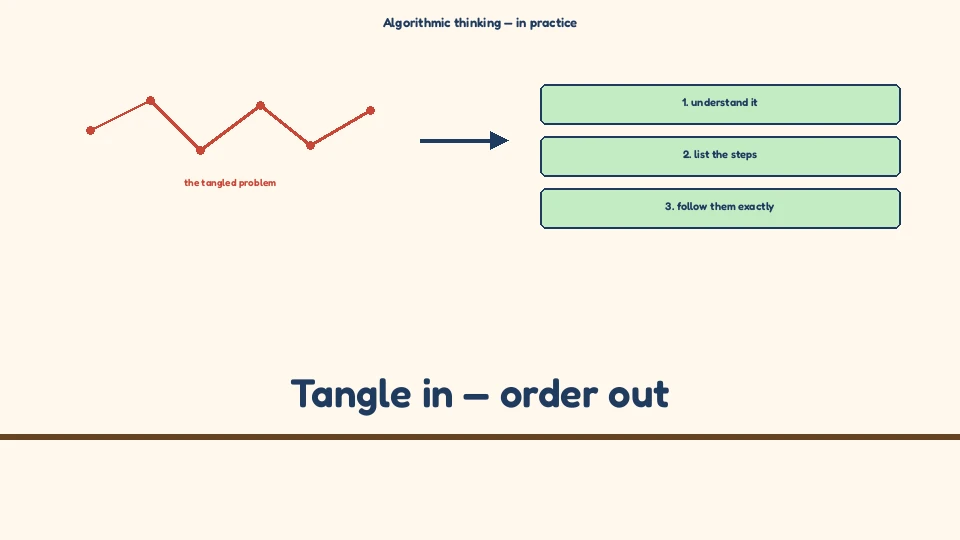 Algorithmic thinking — in practice
the tangled problem
1. understand it
2. list the steps
3. follow them exactly
Tangle in — order out